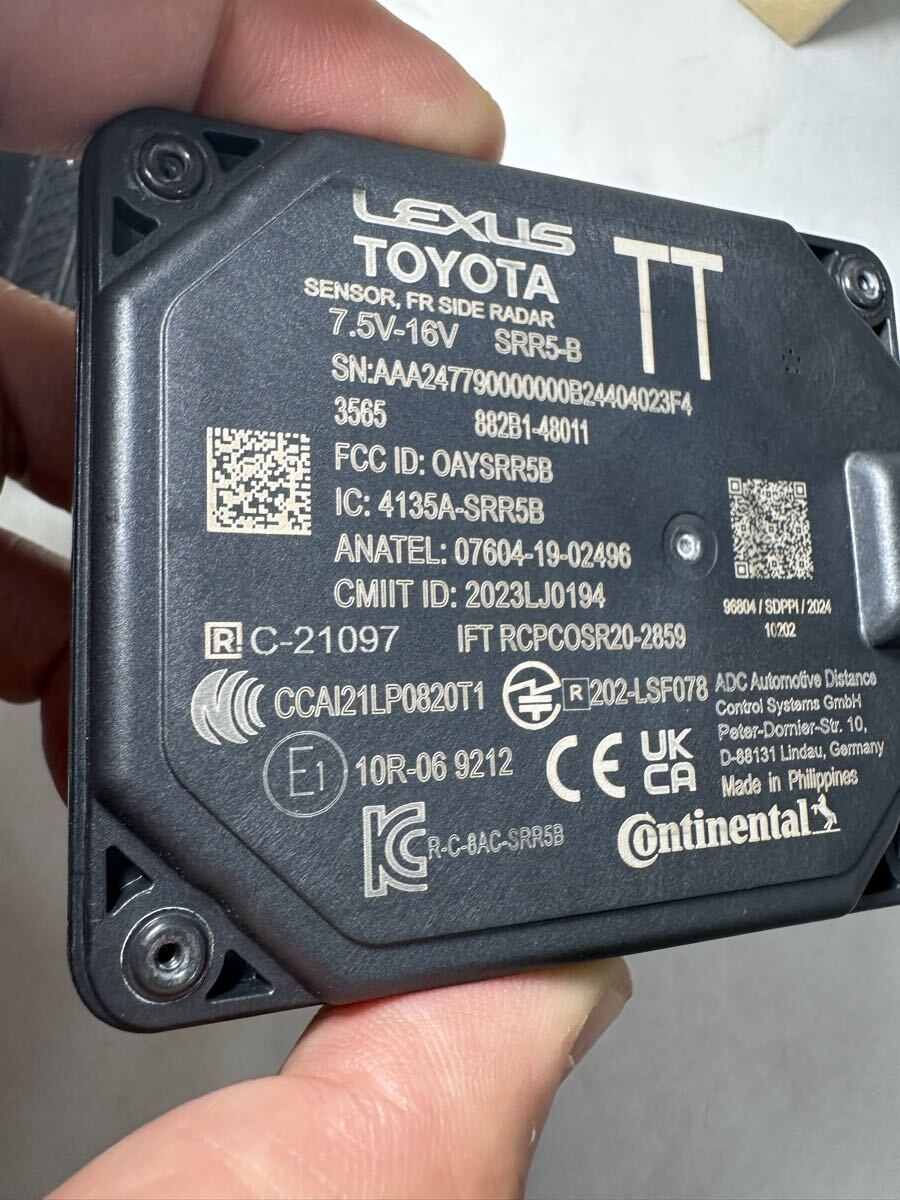 LEXUS
TOYOTA
TT
SENSOR, FR SIDE RADAR
7.5V-16V SRR5-B
SN:AAA247790000000B24404023F4
3565 882B1-48011
FCC ID: OAYSRR5B
IC: 4135A-SRR5B
ANATEL: 07604-19-02496
CMIIT ID: 2023LJ0194
96804 / SDPPI / 2024
10202
R C-21097 IFT RCPCOSR20-2859
CCAI21LP0820T1 R 202-LSF078
E1 10R-06 9212
CE UK CA
KC R-C-8AC-SRR5B
ADC Automotive Distance
Control Systems GmbH
Peter-Dornier-Str. 10,
D-88131 Lindau, Germany
Made in Philippines
Continental